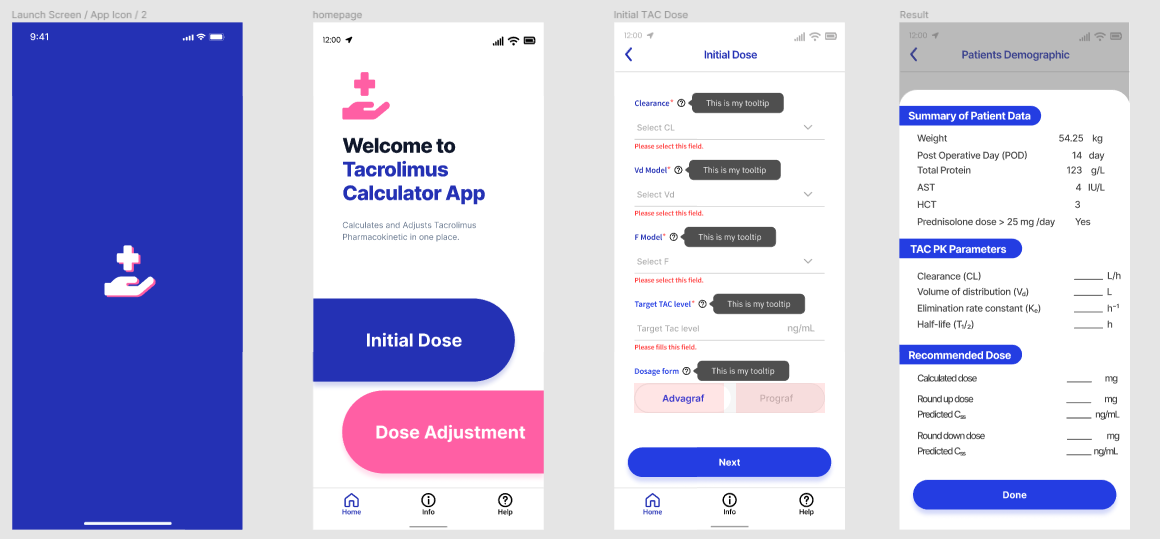 Launch Screen / App Icon / 2
9:41
homepage
12:00
Welcome to
Tacrolimus
Calculator App
Calculates and Adjusts Tacrolimus
Pharmacokinetic in one place.
Initial Dose
Dose Adjustment
Home
Info
Help
Initial TAC Dose
12:00
Initial Dose
Clearance* This is my tooltip
Select CL
Please select this field.
Vd Model* This is my tooltip
Select Vd
Please select this field.
F Model* This is my tooltip
Select F
Please select this field.
Target TAC level* This is my tooltip
Target Tac level ng/mL
Please fills this field.
Dosage form This is my tooltip
Advagraf Prograf
Next
Home
Info
Help
Result
12:00
Patients Demographic
Summary of Patient Data
Weight 54.25 kg
Post Operative Day (POD) 14 day
Total Protein 123 g/L
AST 4 IU/L
HCT 3
Prednisolone dose > 25 mg /day Yes
TAC PK Parameters
Clearance (CL) _____ L/h
Volume of distribution (Vd) _____ L
Elimination rate constant (Ke) _____ h⁻¹
Half-life (T1/2) _____ h
Recommended Dose
Calculated dose _____ mg
Round up dose _____ mg
Predicted Css _____ ng/mL
Round down dose _____ mg
Predicted Css _____ ng/mL
Done